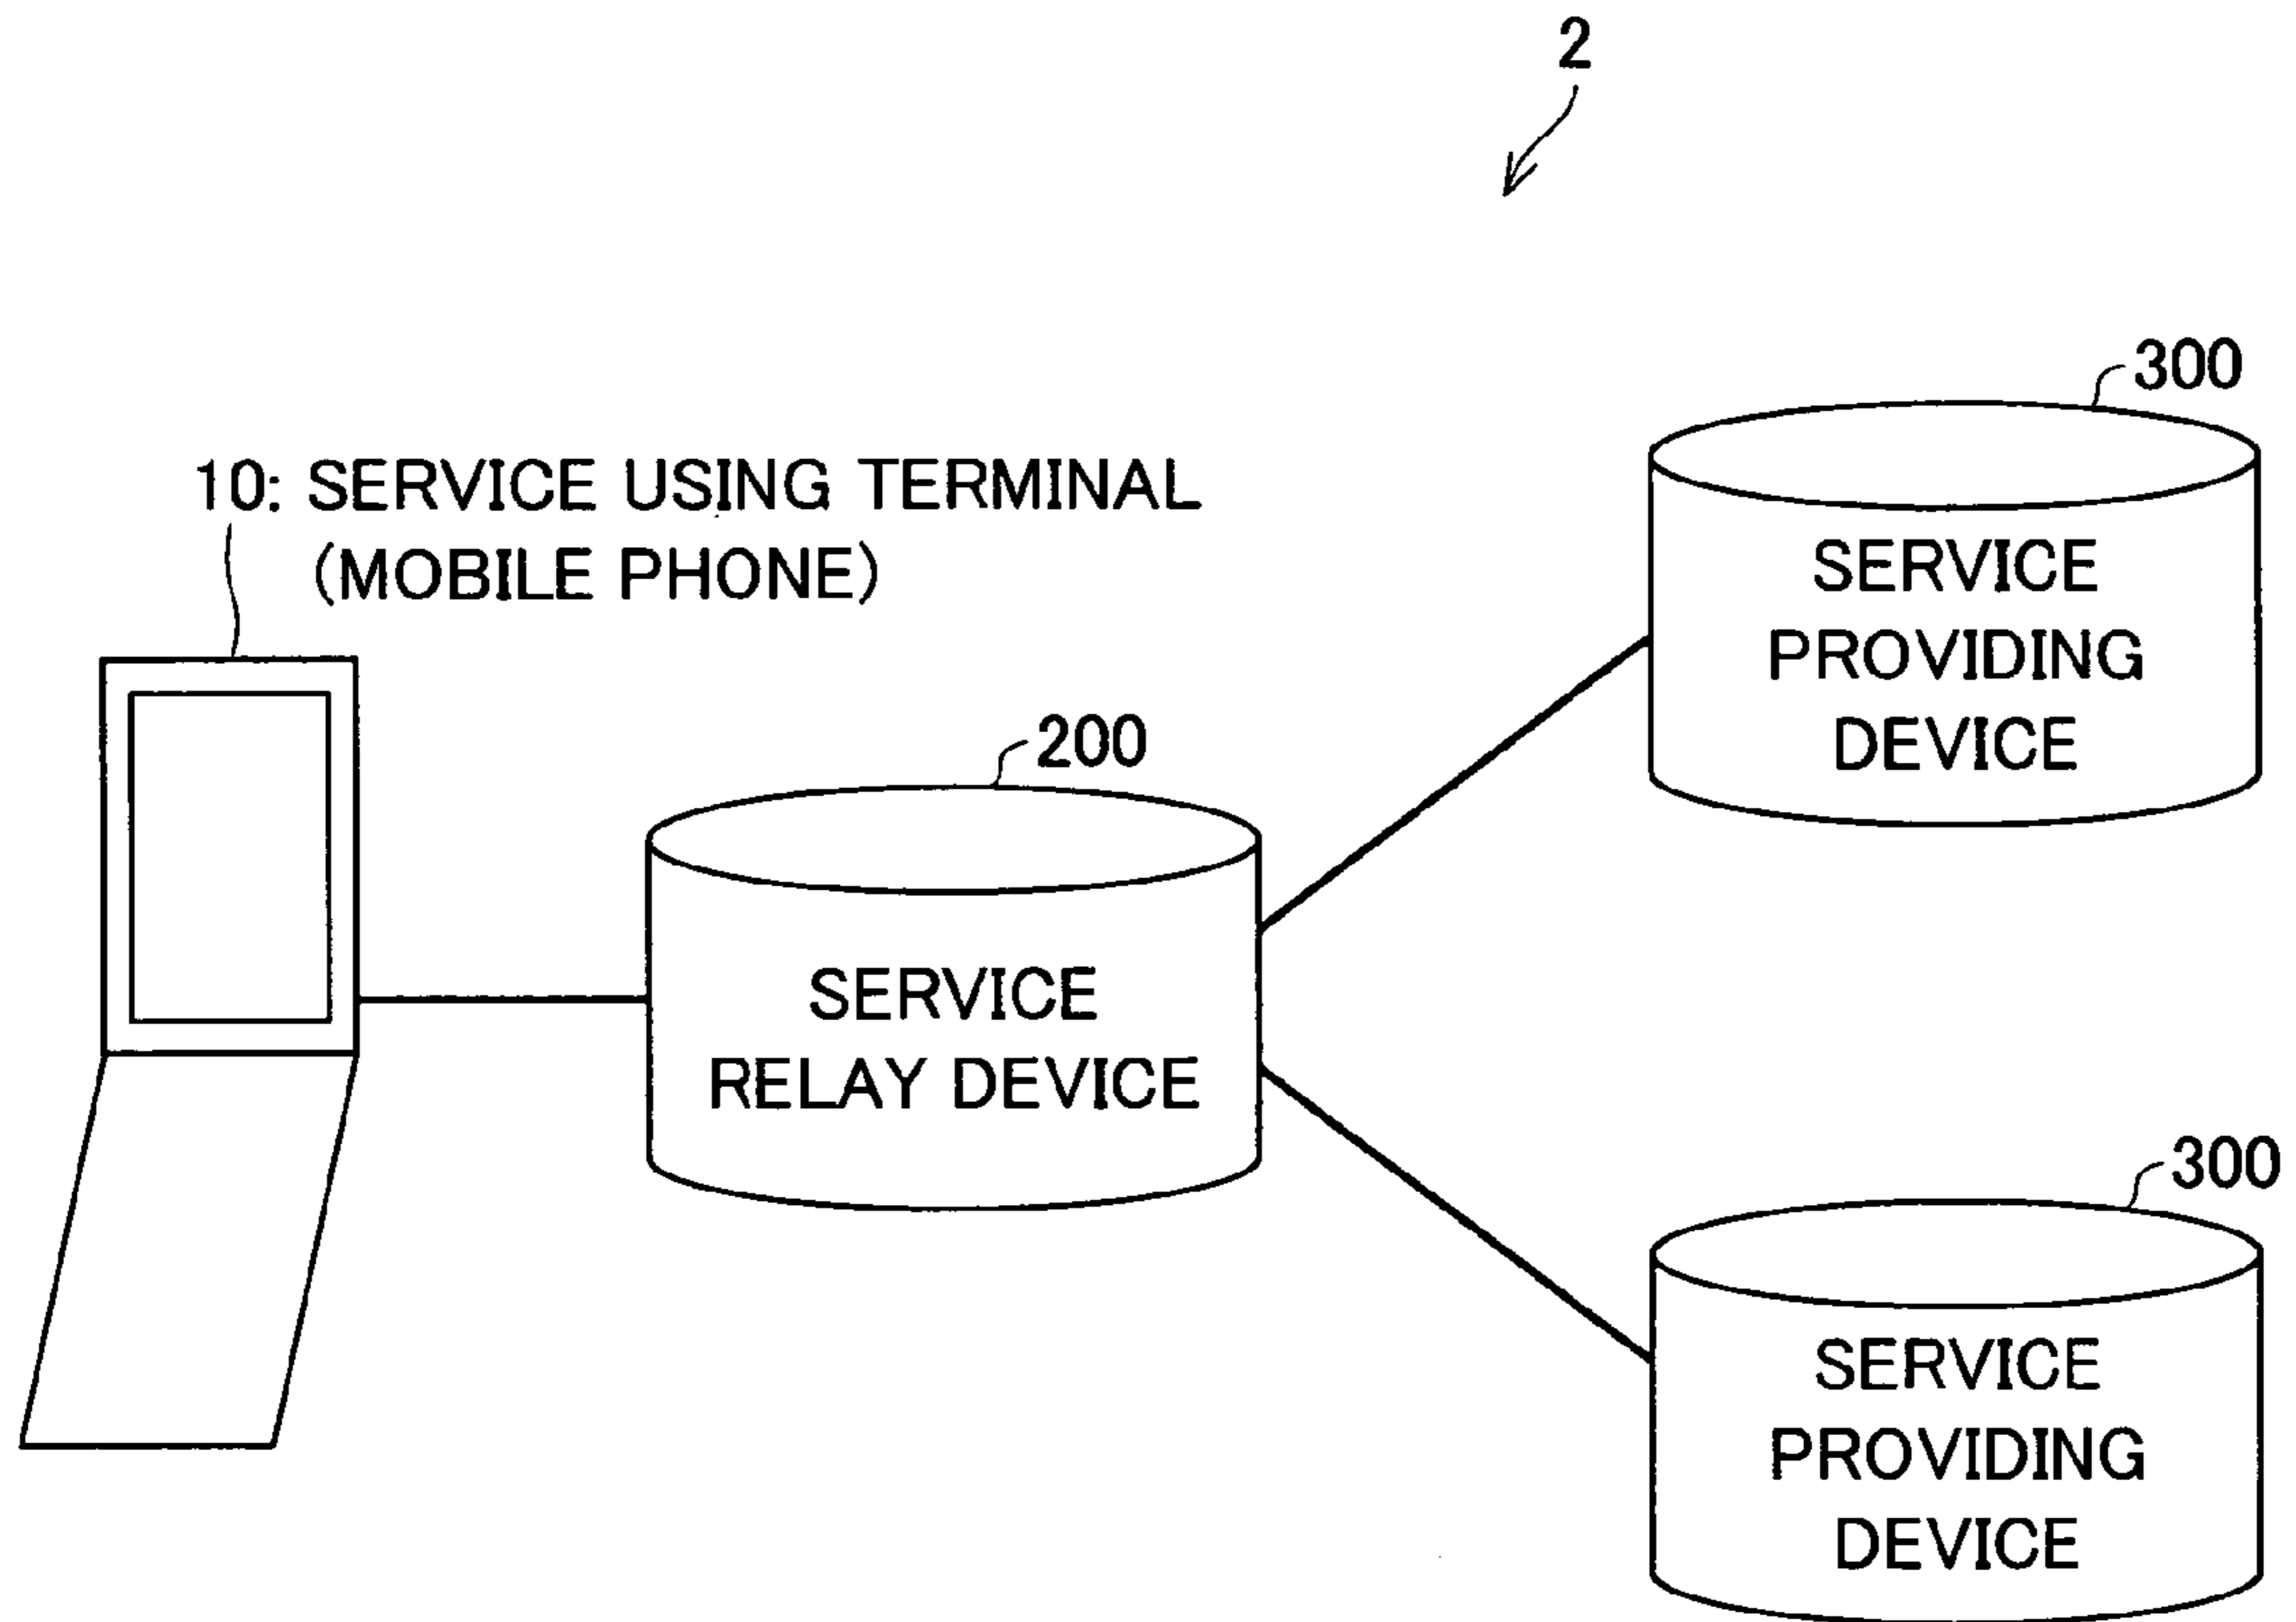 2
300
10: SERVICE USING TERMINAL
(MOBILE PHONE)
SERVICE
PROVIDING
DEVICE
200
SERVICE
RELAY DEVICE
300
SERVICE
PROVIDING
DEVICE